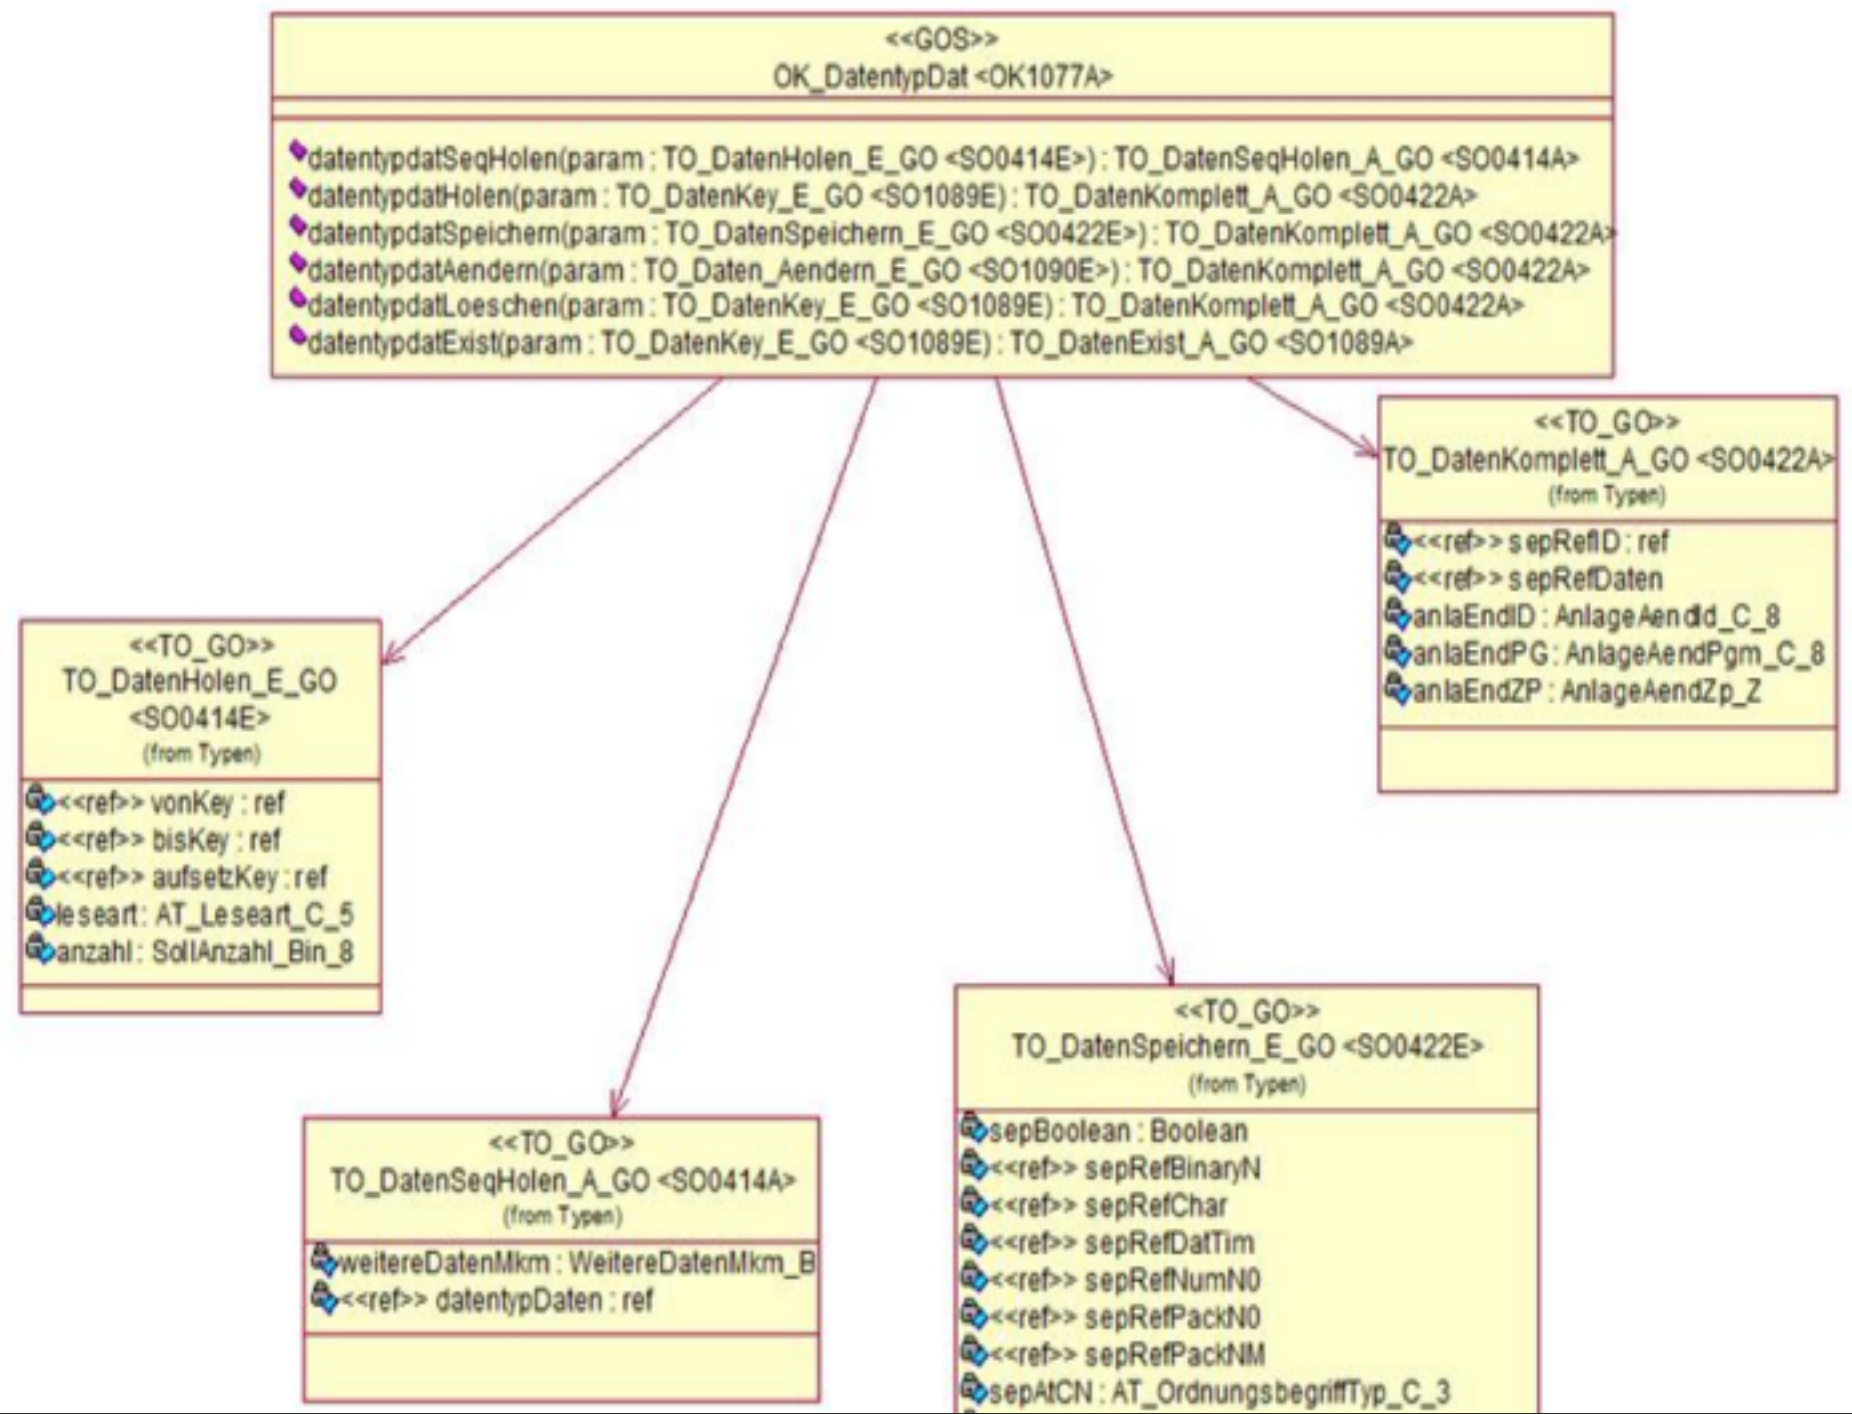 <<GOS>>
OK_DatentypDat <OK1077A>
datentypdatSeqHolen(param : TO_DatenHolen_E_GO <SO0414E>) : TO_DatenSeqHolen_A_GO <SO0414A>
datentypdatHolen(param : TO_DatenKey_E_GO <SO1089E) : TO_DatenKomplett_A_GO <SO0422A>
datentypdatSpeichern(param : TO_DatenSpeichern_E_GO <SO0422E>) : TO_DatenKomplett_A_GO <SO0422A>
datentypdatAendern(param : TO_Daten_Aendern_E_GO <SO1090E>) : TO_DatenKomplett_A_GO <SO0422A>
datentypdatLoeschen(param : TO_DatenKey_E_GO <SO1089E) : TO_DatenKomplett_A_GO <SO0422A>
datentypdatExist(param : TO_DatenKey_E_GO <SO1089E) : TO_DatenExist_A_GO <SO1089A>
<<TO_GO>>
TO_DatenKomplett_A_GO <SO0422A>
(from Typen)
<<ref>> sepRefID : ref
<<ref>> sepRefDaten
anlaEndID : AnlageAendId_C_8
anlaEndPG : AnlageAendPgm_C_8
anlaEndZP : AnlageAendZp_Z
<<TO_GO>>
TO_DatenHolen_E_GO
<SO0414E>
(from Typen)
<<ref>> vonKey : ref
<<ref>> bisKey : ref
<<ref>> aufsetzKey : ref
leseart : AT_Leseart_C_5
anzahl : SollAnzahl_Bin_8
<<TO_GO>>
TO_DatenSeqHolen_A_GO <SO0414A>
(from Typen)
weitereDatenMkm : WeitereDatenMkm_B
<<ref>> datentypDaten : ref
<<TO_GO>>
TO_DatenSpeichern_E_GO <SO0422E>
(from Typen)
sepBoolean : Boolean
<<ref>> sepRefBinaryN
<<ref>> sepRefChar
<<ref>> sepRefDatTim
<<ref>> sepRefNumN0
<<ref>> sepRefPackN0
<<ref>> sepRefPackNM
sepAtCN : AT_OrdnungsbegriffTyp_C_3